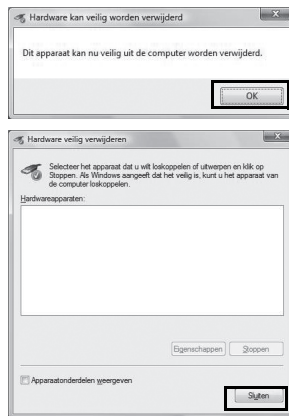 Hardware kan veilig worden verwijderd
Dit apparaat kan nu veilig uit de computer worden verwijderd.
OK
Hardware veilig verwijderen
Selecteer het apparaat dat u wilt loskoppelen of uitwerpen en klik op
Stoppen. Als Windows aangeeft dat het veilig is, kunt u het apparaat van
de computer loskoppelen.
Hardwareapparaten:
Eigenschappen Stoppen
Apparaatonderdelen weergeven
Sluiten